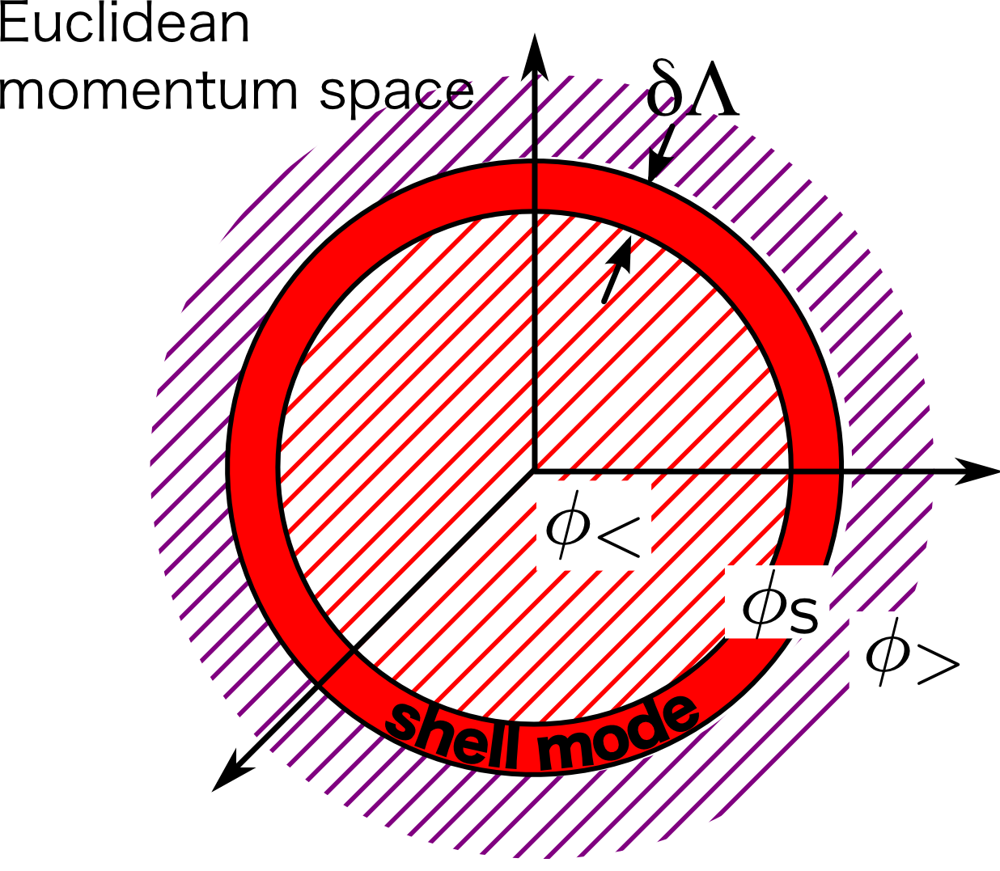 Euclidean
momentum space
δΛ
ϕ<
ϕS
ϕ>
shell mode